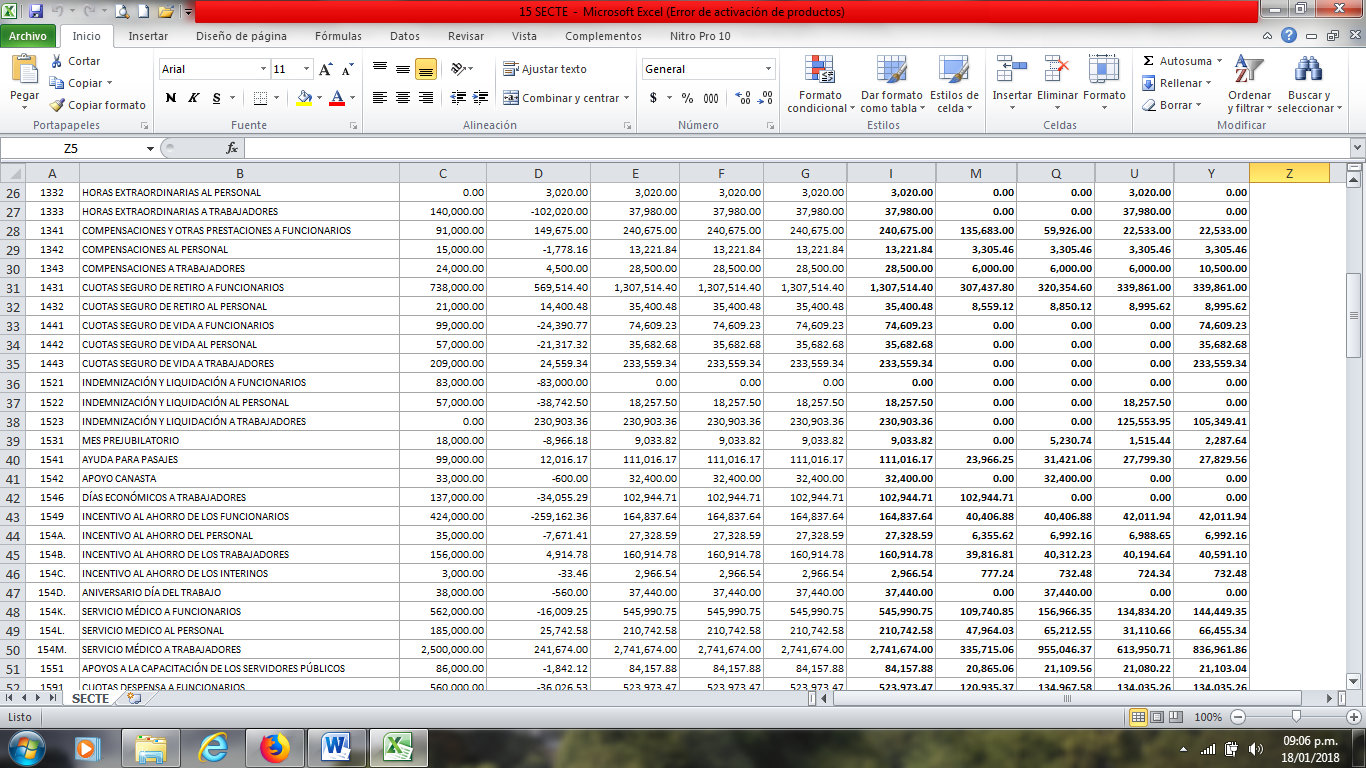 15 SECTE - Microsoft Excel (Error de activación de productos)
Archivo Inicio Insertar Diseño de página Fórmulas Datos Revisar Vista Complementos Nitro Pro 10
Pegar Cortar Copiar Copiar formato Portapapeles
Arial 11 N K S Fuente
Ajustar texto Combinar y centrar Alineación
General $ % 000 Número
Formato condicional Dar formato como tabla Estilos de celda Estilos
Insertar Eliminar Formato Celdas
Σ Autosuma Rellenar Borrar Ordenar y filtrar Buscar y seleccionar Modificar
Z5 fx
A B C D E F G I M Q U Y Z
26 1332 HORAS EXTRAORDINARIAS AL PERSONAL 0.00 3,020.00 3,020.00 3,020.00 3,020.00 3,020.00 0.00 0.00 3,020.00 0.00
27 1333 HORAS EXTRAORDINARIAS A TRABAJADORES 140,000.00 -102,020.00 37,980.00 37,980.00 37,980.00 37,980.00 0.00 0.00 37,980.00 0.00
28 1341 COMPENSACIONES Y OTRAS PRESTACIONES A FUNCIONARIOS 91,000.00 149,675.00 240,675.00 240,675.00 240,675.00 240,675.00 135,683.00 59,926.00 22,533.00 22,533.00
29 1342 COMPENSACIONES AL PERSONAL 15,000.00 -1,778.16 13,221.84 13,221.84 13,221.84 13,221.84 3,305.46 3,305.46 3,305.46 3,305.46
30 1343 COMPENSACIONES A TRABAJADORES 24,000.00 4,500.00 28,500.00 28,500.00 28,500.00 28,500.00 6,000.00 6,000.00 6,000.00 10,500.00
31 1431 CUOTAS SEGURO DE RETIRO A FUNCIONARIOS 738,000.00 569,514.40 1,307,514.40 1,307,514.40 1,307,514.40 1,307,514.40 307,437.80 320,354.60 339,861.00 339,861.00
32 1432 CUOTAS SEGURO DE RETIRO AL PERSONAL 21,000.00 14,400.48 35,400.48 35,400.48 35,400.48 35,400.48 8,559.12 8,850.12 8,995.62 8,995.62
33 1441 CUOTAS SEGURO DE VIDA A FUNCIONARIOS 99,000.00 -24,390.77 74,609.23 74,609.23 74,609.23 74,609.23 0.00 0.00 0.00 74,609.23
34 1442 CUOTAS SEGURO DE VIDA AL PERSONAL 57,000.00 -21,317.32 35,682.68 35,682.68 35,682.68 35,682.68 0.00 0.00 0.00 35,682.68
35 1443 CUOTAS SEGURO DE VIDA A TRABAJADORES 209,000.00 24,559.34 233,559.34 233,559.34 233,559.34 233,559.34 0.00 0.00 0.00 233,559.34
36 1521 INDEMNIZACIÓN Y LIQUIDACIÓN A FUNCIONARIOS 83,000.00 -83,000.00 0.00 0.00 0.00 0.00 0.00 0.00 0.00 0.00
37 1522 INDEMNIZACIÓN Y LIQUIDACIÓN AL PERSONAL 57,000.00 -38,742.50 18,257.50 18,257.50 18,257.50 18,257.50 0.00 0.00 18,257.50 0.00
38 1523 INDEMNIZACIÓN Y LIQUIDACIÓN A TRABAJADORES 0.00 230,903.36 230,903.36 230,903.36 230,903.36 230,903.36 0.00 0.00 125,553.95 105,349.41
39 1531 MES PREJUBILATORIO 18,000.00 -8,966.18 9,033.82 9,033.82 9,033.82 9,033.82 0.00 5,230.74 1,515.44 2,287.64
40 1541 AYUDA PARA PASAJES 99,000.00 12,016.17 111,016.17 111,016.17 111,016.17 111,016.17 23,966.25 31,421.06 27,799.30 27,829.56
41 1542 APOYO CANASTA 33,000.00 -600.00 32,400.00 32,400.00 32,400.00 32,400.00 0.00 32,400.00 0.00 0.00
42 1546 DÍAS ECONÓMICOS A TRABAJADORES 137,000.00 -34,055.29 102,944.71 102,944.71 102,944.71 102,944.71 102,944.71 0.00 0.00 0.00
43 1549 INCENTIVO AL AHORRO DE LOS FUNCIONARIOS 424,000.00 -259,162.36 164,837.64 164,837.64 164,837.64 164,837.64 40,406.88 40,406.88 42,011.94 42,011.94
44 154A. INCENTIVO AL AHORRO DEL PERSONAL 35,000.00 -7,671.41 27,328.59 27,328.59 27,328.59 27,328.59 6,355.62 6,992.16 6,988.65 6,992.16
45 154B. INCENTIVO AL AHORRO DE LOS TRABAJADORES 156,000.00 4,914.78 160,914.78 160,914.78 160,914.78 160,914.78 39,816.81 40,312.23 40,194.64 40,591.10
46 154C. INCENTIVO AL AHORRO DE LOS INTERINOS 3,000.00 -33.46 2,966.54 2,966.54 2,966.54 2,966.54 777.24 732.48 724.34 732.48
47 154D. ANIVERSARIO DÍA DEL TRABAJO 38,000.00 -560.00 37,440.00 37,440.00 37,440.00 37,440.00 0.00 37,440.00 0.00 0.00
48 154K. SERVICIO MÉDICO A FUNCIONARIOS 562,000.00 -16,009.25 545,990.75 545,990.75 545,990.75 545,990.75 109,740.85 156,966.35 134,834.20 144,449.35
49 154L. SERVICIO MEDICO AL PERSONAL 185,000.00 25,742.58 210,742.58 210,742.58 210,742.58 210,742.58 47,964.03 65,212.55 31,110.66 66,455.34
50 154M. SERVICIO MÉDICO A TRABAJADORES 2,500,000.00 241,674.00 2,741,674.00 2,741,674.00 2,741,674.00 2,741,674.00 335,715.06 955,046.37 613,950.71 836,961.86
51 1551 APOYOS A LA CAPACITACIÓN DE LOS SERVIDORES PÚBLICOS 86,000.00 -1,842.12 84,157.88 84,157.88 84,157.88 84,157.88 20,865.06 21,109.56 21,080.22 21,103.04
52 1591 CUOTAS DESPENSA A FUNCIONARIOS 560,000.00 -36,026.53 523,973.47 523,973.47 523,973.47 523,973.47 120,935.37 134,967.58 134,035.26 134,035.26
SECTE
Listo 100%
09:06 p.m.
18/01/2018